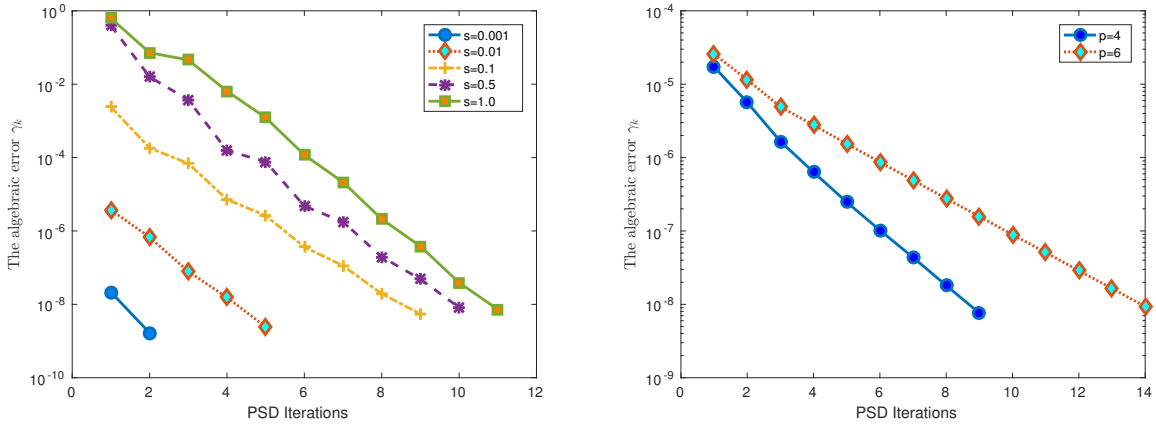 10^0
10^-2
10^-4
10^-6
10^-8
10^-10
The algebraic error γ_k
0 2 4 6 8 10 12
PSD Iterations
s=0.001
s=0.01
s=0.1
s=0.5
s=1.0
10^-4
10^-5
10^-6
10^-7
10^-8
10^-9
The algebraic error γ_k
0 2 4 6 8 10 12 14
PSD Iterations
p=4
p=6